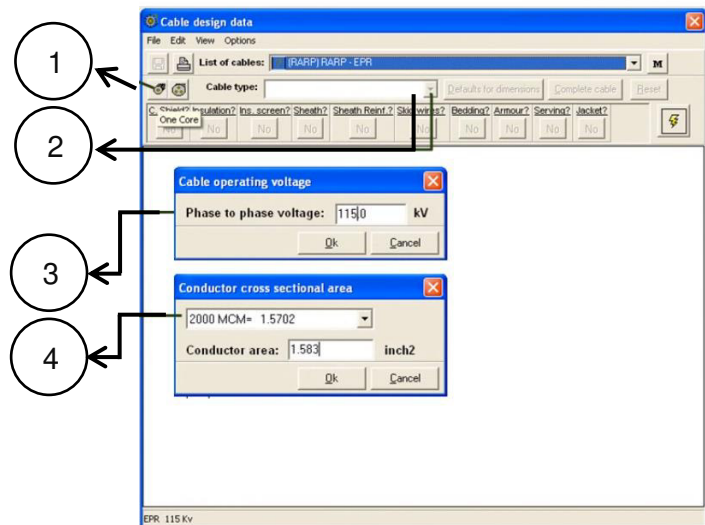 Cable design data
File Edit View Options
List of cables: (RARP) RARP - EPR M
Cable type: Defaults for dimensions Complete cable Reset
C. Shield? Insulation? Ins. screen? Sheath? Sheath Reinf.? Skid wires? Bedding? Armour? Serving? Jacket?
One Core
No No No No No No No No No No
1
2
3
4
Cable operating voltage
Phase to phase voltage: 115.0 kV
Ok Cancel
Conductor cross sectional area
2000 MCM= 1.5702
Conductor area: 1.583 inch2
Ok Cancel
EPR 115 Kv